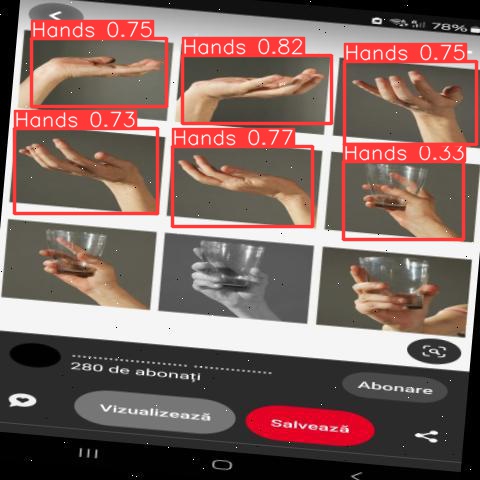 78%
Hands 0.75
Hands 0.82
Hands 0.75
Hands 0.73
Hands 0.77
Hands 0.33
280 de abonați
Abonare
Vizualizează
Salvează